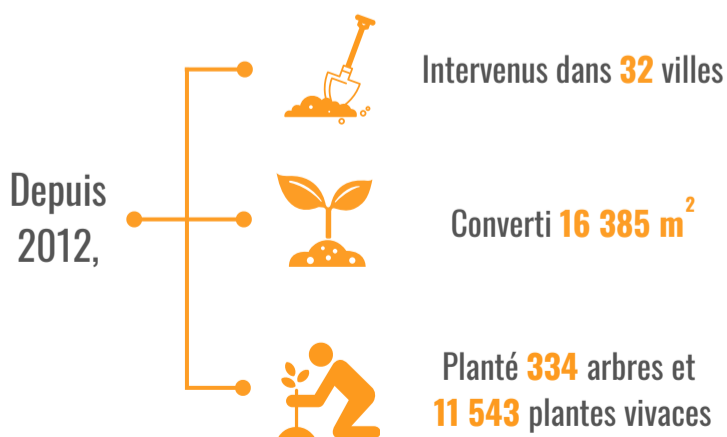 Depuis
2012,
Intervenus dans 32 villes
Converti 16 385 m²
Planté 334 arbres et
11 543 plantes vivaces